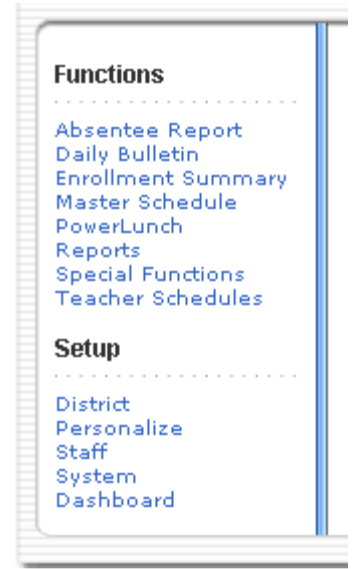 Functions
Absentee Report
Daily Bulletin
Enrollment Summary
Master Schedule
PowerLunch
Reports
Special Functions
Teacher Schedules
Setup
District
Personalize
Staff
System
Dashboard